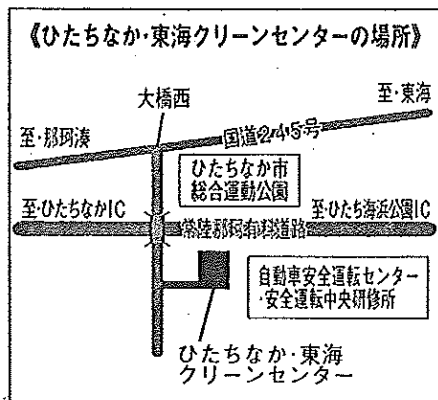 《ひたちなか・東海クリーンセンターの場所》
大橋西
至・東海
国道245号
至・那珂湊
ひたちなか市
総合運動公園
至・ひたちなかIC
至・ひたち海浜公園IC
常陸那珂有料道路
自動車安全運転センター
・安全運転中央研修所
ひたちなか・東海
クリーンセンター